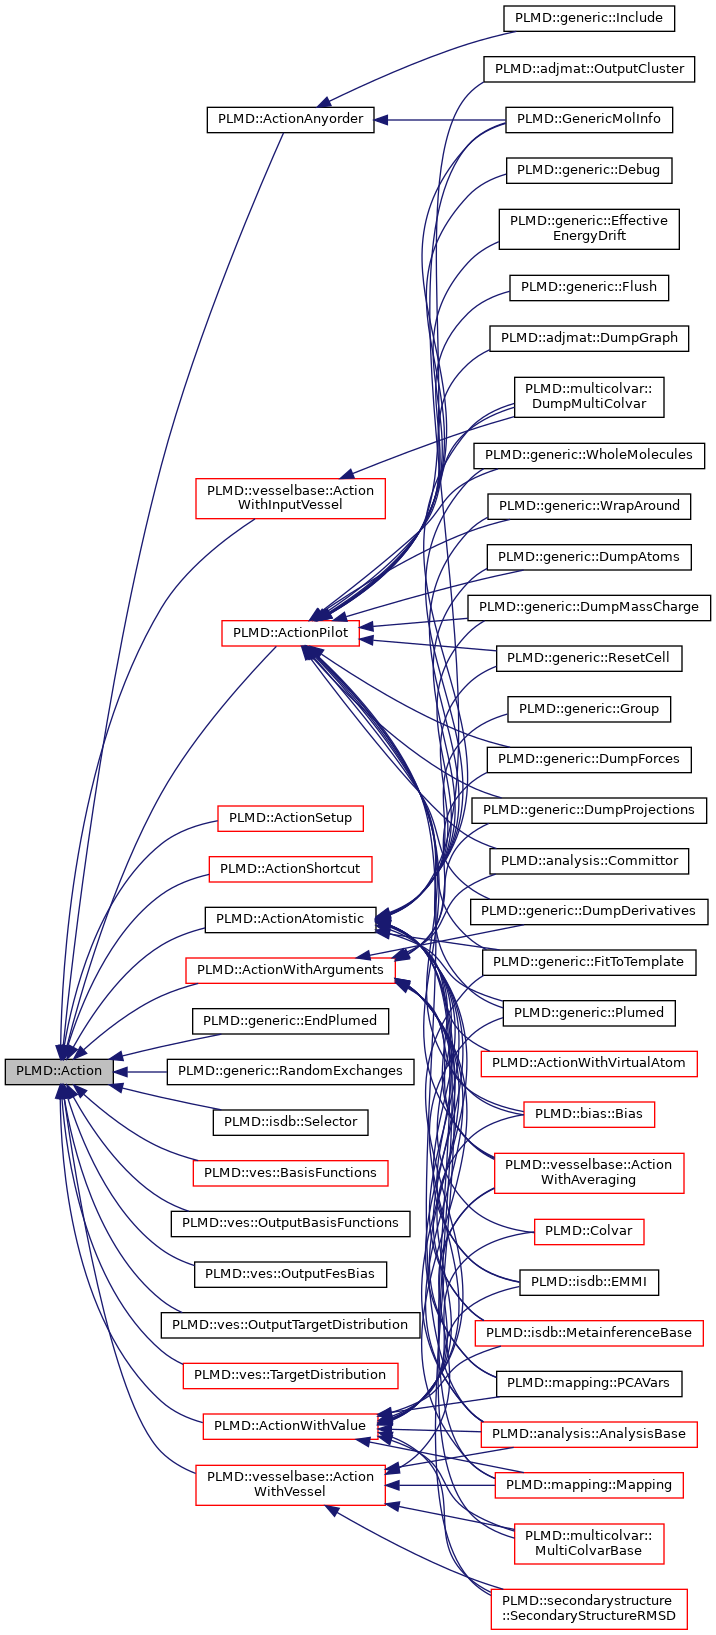 PLMD::generic::Include
PLMD::adjmat::OutputCluster
PLMD::ActionAnyorder
PLMD::GenericMolInfo
PLMD::generic::Debug
PLMD::generic::Effective
EnergyDrift
PLMD::generic::Flush
PLMD::adjmat::DumpGraph
PLMD::multicolvar::
DumpMultiColvar
PLMD::generic::WholeMolecules
PLMD::vesselbase::Action
WithInputVessel
PLMD::generic::WrapAround
PLMD::generic::DumpAtoms
PLMD::generic::DumpMassCharge
PLMD::ActionPilot
PLMD::generic::ResetCell
PLMD::generic::Group
PLMD::generic::DumpForces
PLMD::generic::DumpProjections
PLMD::ActionSetup
PLMD::analysis::Committor
PLMD::ActionShortcut
PLMD::generic::DumpDerivatives
PLMD::ActionAtomistic
PLMD::generic::FitToTemplate
PLMD::ActionWithArguments
PLMD::generic::Plumed
PLMD::generic::EndPlumed
PLMD::ActionWithVirtualAtom
PLMD::Action
PLMD::generic::RandomExchanges
PLMD::bias::Bias
PLMD::isdb::Selector
PLMD::vesselbase::Action
WithAveraging
PLMD::ves::BasisFunctions
PLMD::ves::OutputBasisFunctions
PLMD::Colvar
PLMD::ves::OutputFesBias
PLMD::isdb::EMMI
PLMD::ves::OutputTargetDistribution
PLMD::isdb::MetainferenceBase
PLMD::ves::TargetDistribution
PLMD::mapping::PCAVars
PLMD::ActionWithValue
PLMD::analysis::AnalysisBase
PLMD::vesselbase::Action
WithVessel
PLMD::mapping::Mapping
PLMD::multicolvar::
MultiColvarBase
PLMD::secondarystructure
::SecondaryStructureRMSD